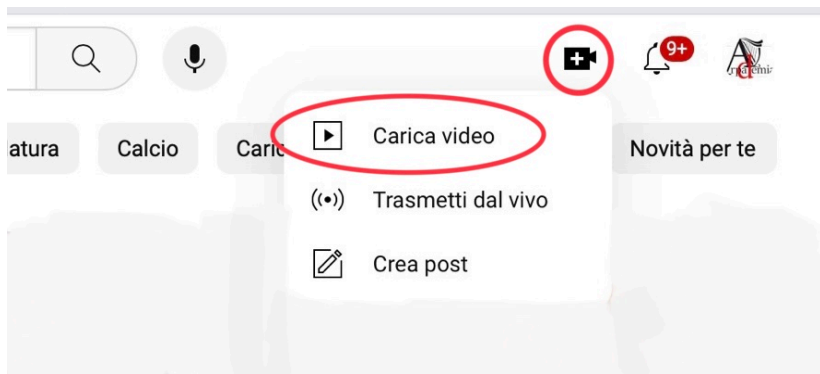 9+
Carica video
atura Calcio Caric Novità per te
Trasmetti dal vivo
Crea post